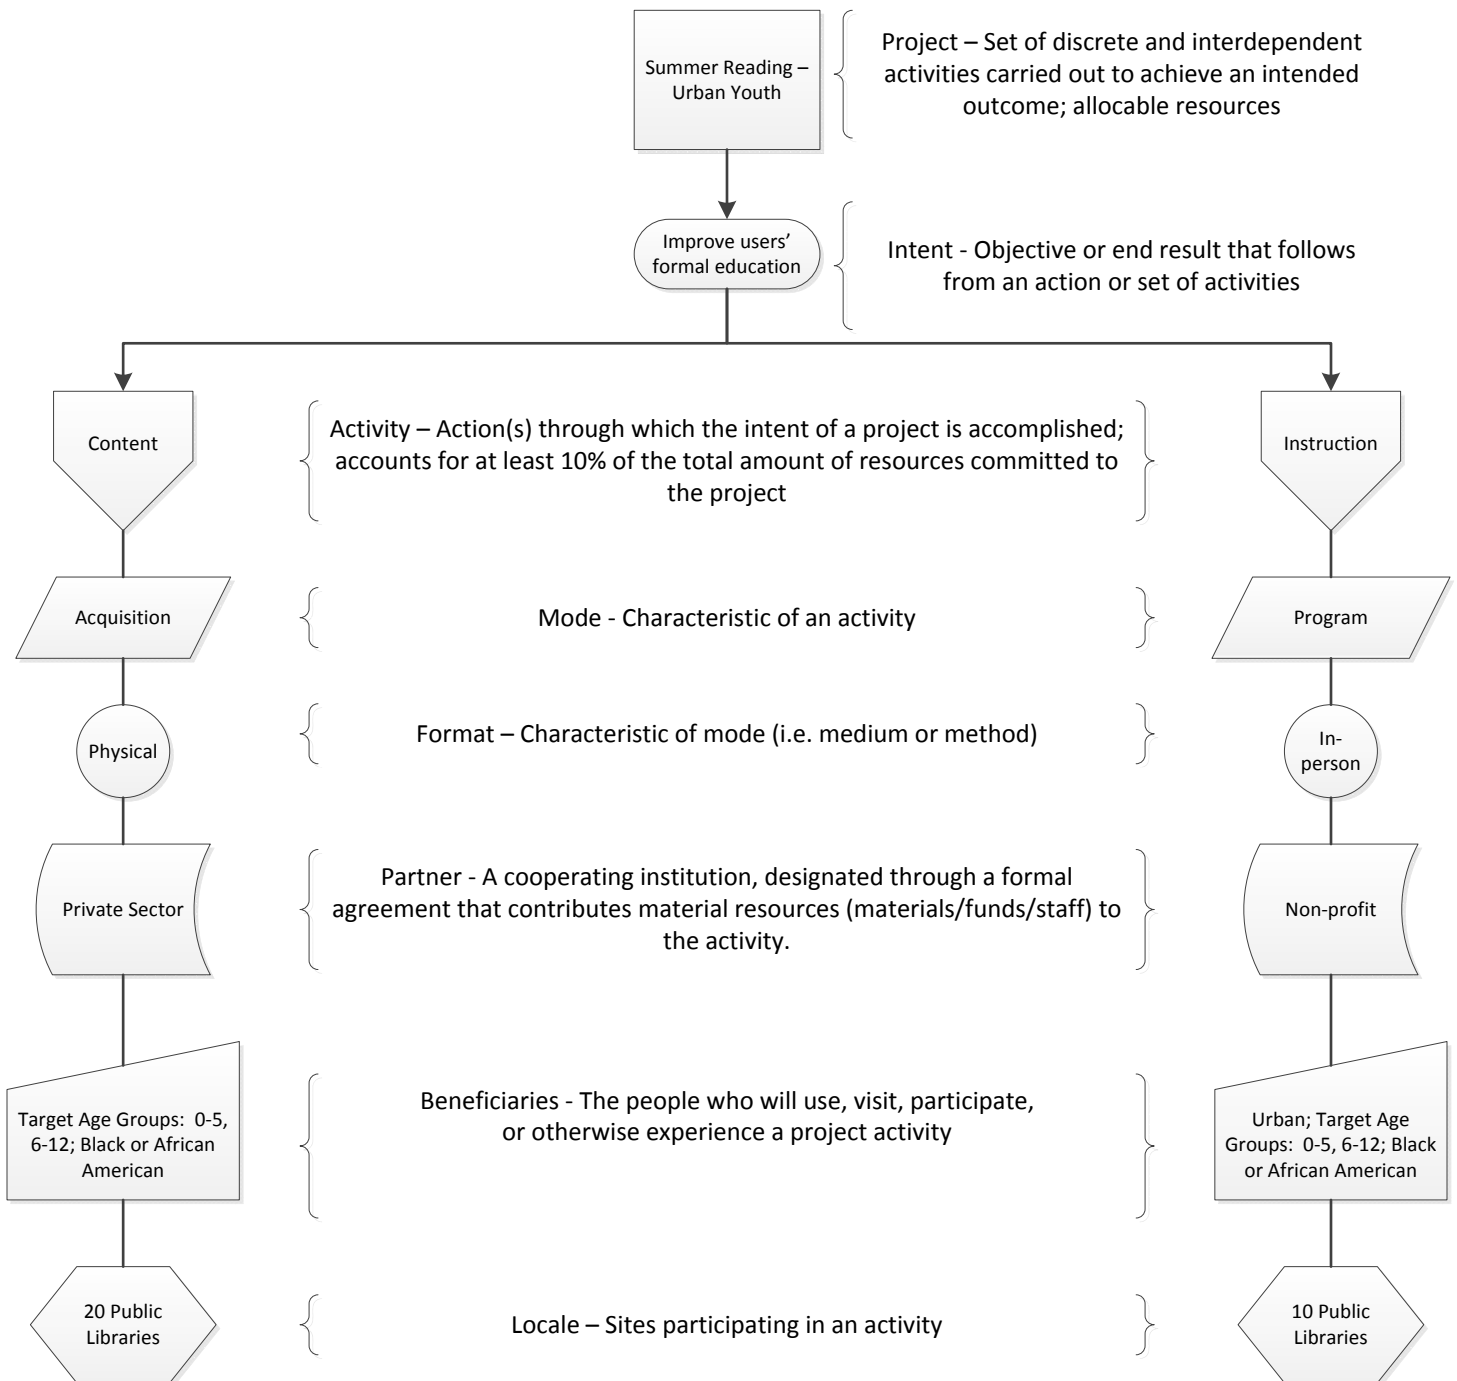 Summer Reading –
Urban Youth
Project – Set of discrete and interdependent
activities carried out to achieve an intended
outcome; allocable resources
Improve users’
formal education
Intent - Objective or end result that follows
from an action or set of activities
Content
Activity – Action(s) through which the intent of a project is accomplished;
accounts for at least 10% of the total amount of resources committed to
the project
Instruction
Acquisition
Mode - Characteristic of an activity
Program
Physical
Format – Characteristic of mode (i.e. medium or method)
In-
person
Private Sector
Partner - A cooperating institution, designated through a formal
agreement that contributes material resources (materials/funds/staff) to
the activity.
Non-profit
Target Age Groups:  0-5,
6-12; Black or African
American
Beneficiaries - The people who will use, visit, participate,
or otherwise experience a project activity
Urban; Target Age
Groups:  0-5, 6-12; Black
or African American
20 Public
Libraries
Locale – Sites participating in an activity
10 Public
Libraries